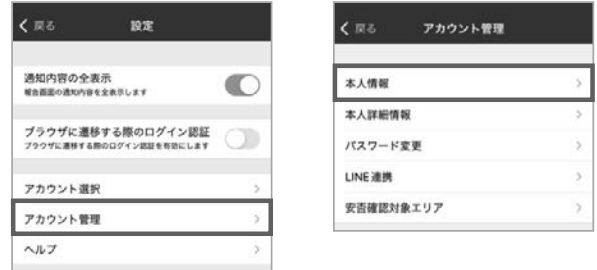 戻る
設定
通知内容の全表示
報告画面の通知内容を全表示します
ブラウザに遷移する際のログイン認証
ブラウザに遷移する際のログイン認証を有効にします
アカウント選択
アカウント管理
ヘルプ
戻る
アカウント管理
本人情報
本人詳細情報
パスワード変更
LINE連携
安否確認対象エリア